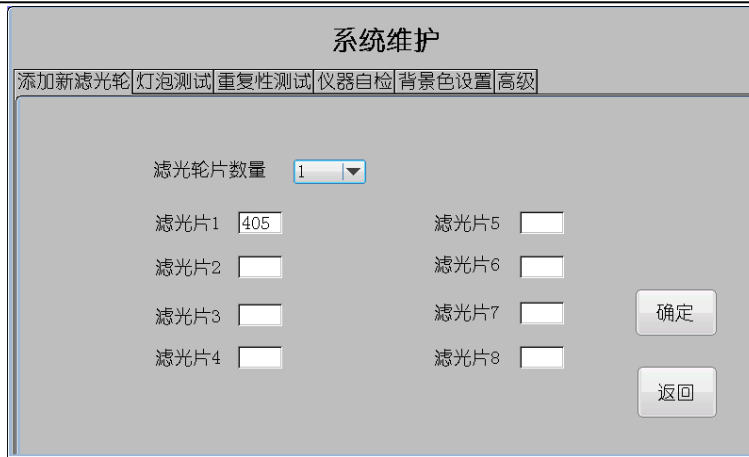 系统维护
添加新滤光轮 灯泡测试 重复性测试 仪器自检 背景色设置 高级
滤光轮片数量 1
滤光片1 405 滤光片5
滤光片2 滤光片6
滤光片3 滤光片7 确定
滤光片4 滤光片8
返回